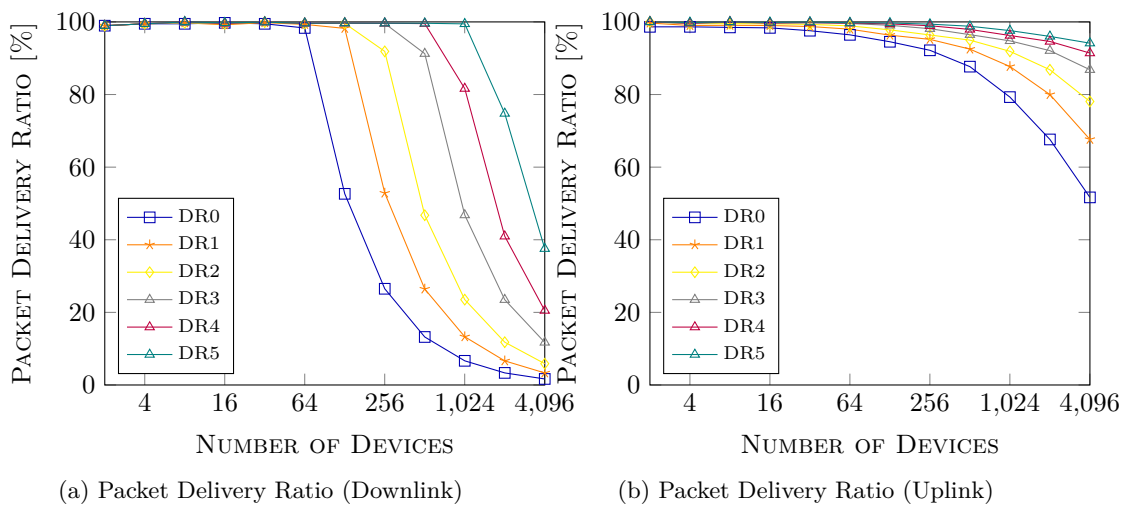 100
80
60
40
20
0
4
16
64
256
1,024
4,096
PACKET DELIVERY RATIO [%]
NUMBER OF DEVICES
DR0
DR1
DR2
DR3
DR4
DR5
(a) Packet Delivery Ratio (Downlink)
100
80
60
40
20
0
4
16
64
256
1,024
4,096
PACKET DELIVERY RATIO [%]
NUMBER OF DEVICES
DR0
DR1
DR2
DR3
DR4
DR5
(b) Packet Delivery Ratio (Uplink)